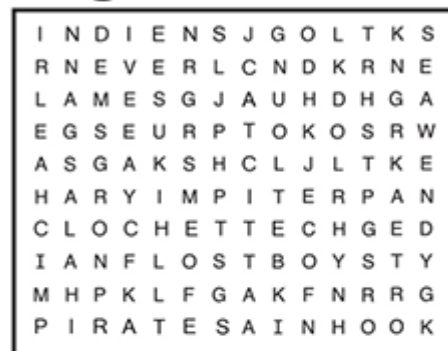 I N D I E N S J G O L T K S
R N E V E R L C N D K R N E
L A M E S G J A U H D H G A
E G S E U R P T O K O S R W
A S G A K S H C L J L T K E
H A R Y I M P I T E R P A N
C L O C H E T T E C H G E D
I A N F L O S T B O Y S T Y
M H P K L F G A K F N R R G
P I R A T E S A I N H O O K